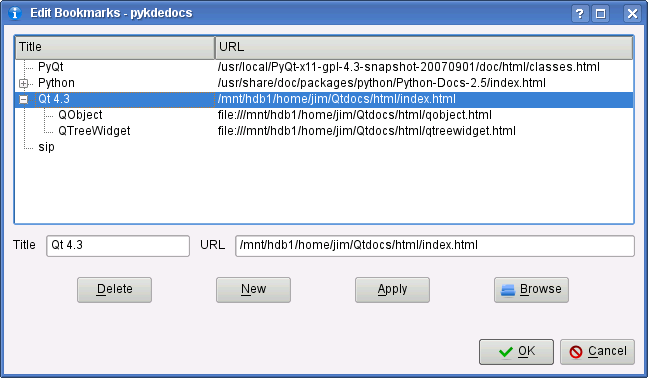 Edit Bookmarks - pykdedocs
Title URL
PyQt /usr/local/PyQt-x11-gpl-4.3-snapshot-20070901/doc/html/classes.html
Python /usr/share/doc/packages/python/Python-Docs-2.5/index.html
Qt 4.3 /mnt/hdb1/home/jim/Qtdocs/html/index.html
QObject file:///mnt/hdb1/home/jim/Qtdocs/html/qobject.html
QTreeWidget file:///mnt/hdb1/home/jim/Qtdocs/html/qtreewidget.html
sip
Title Qt 4.3 URL /mnt/hdb1/home/jim/Qtdocs/html/index.html
Delete New Apply Browse
OK Cancel